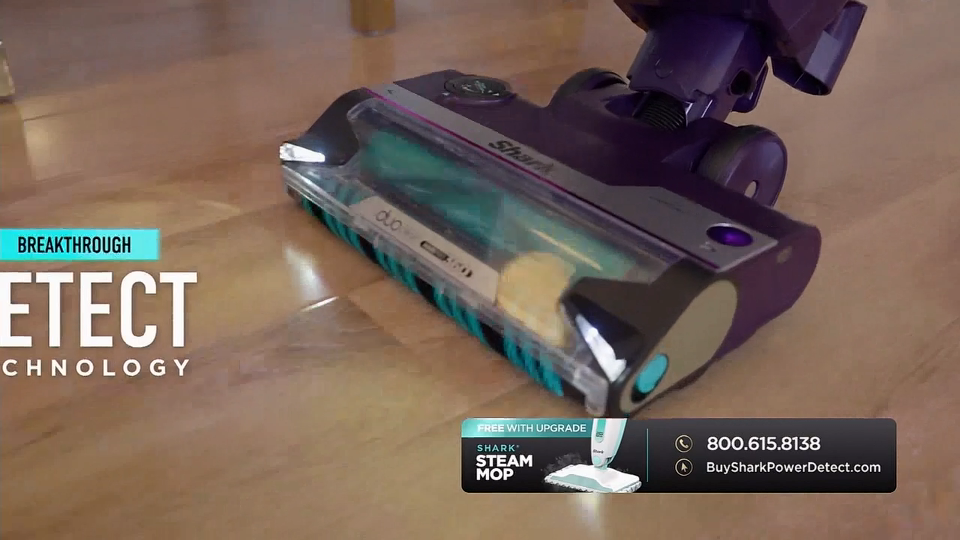 Shark
duo
BREAKTHROUGH
ETECT
CHNOLOGY
FREE WITH UPGRADE
SHARK®
STEAM
MOP
800.615.8138
BuySharkPowerDetect.com